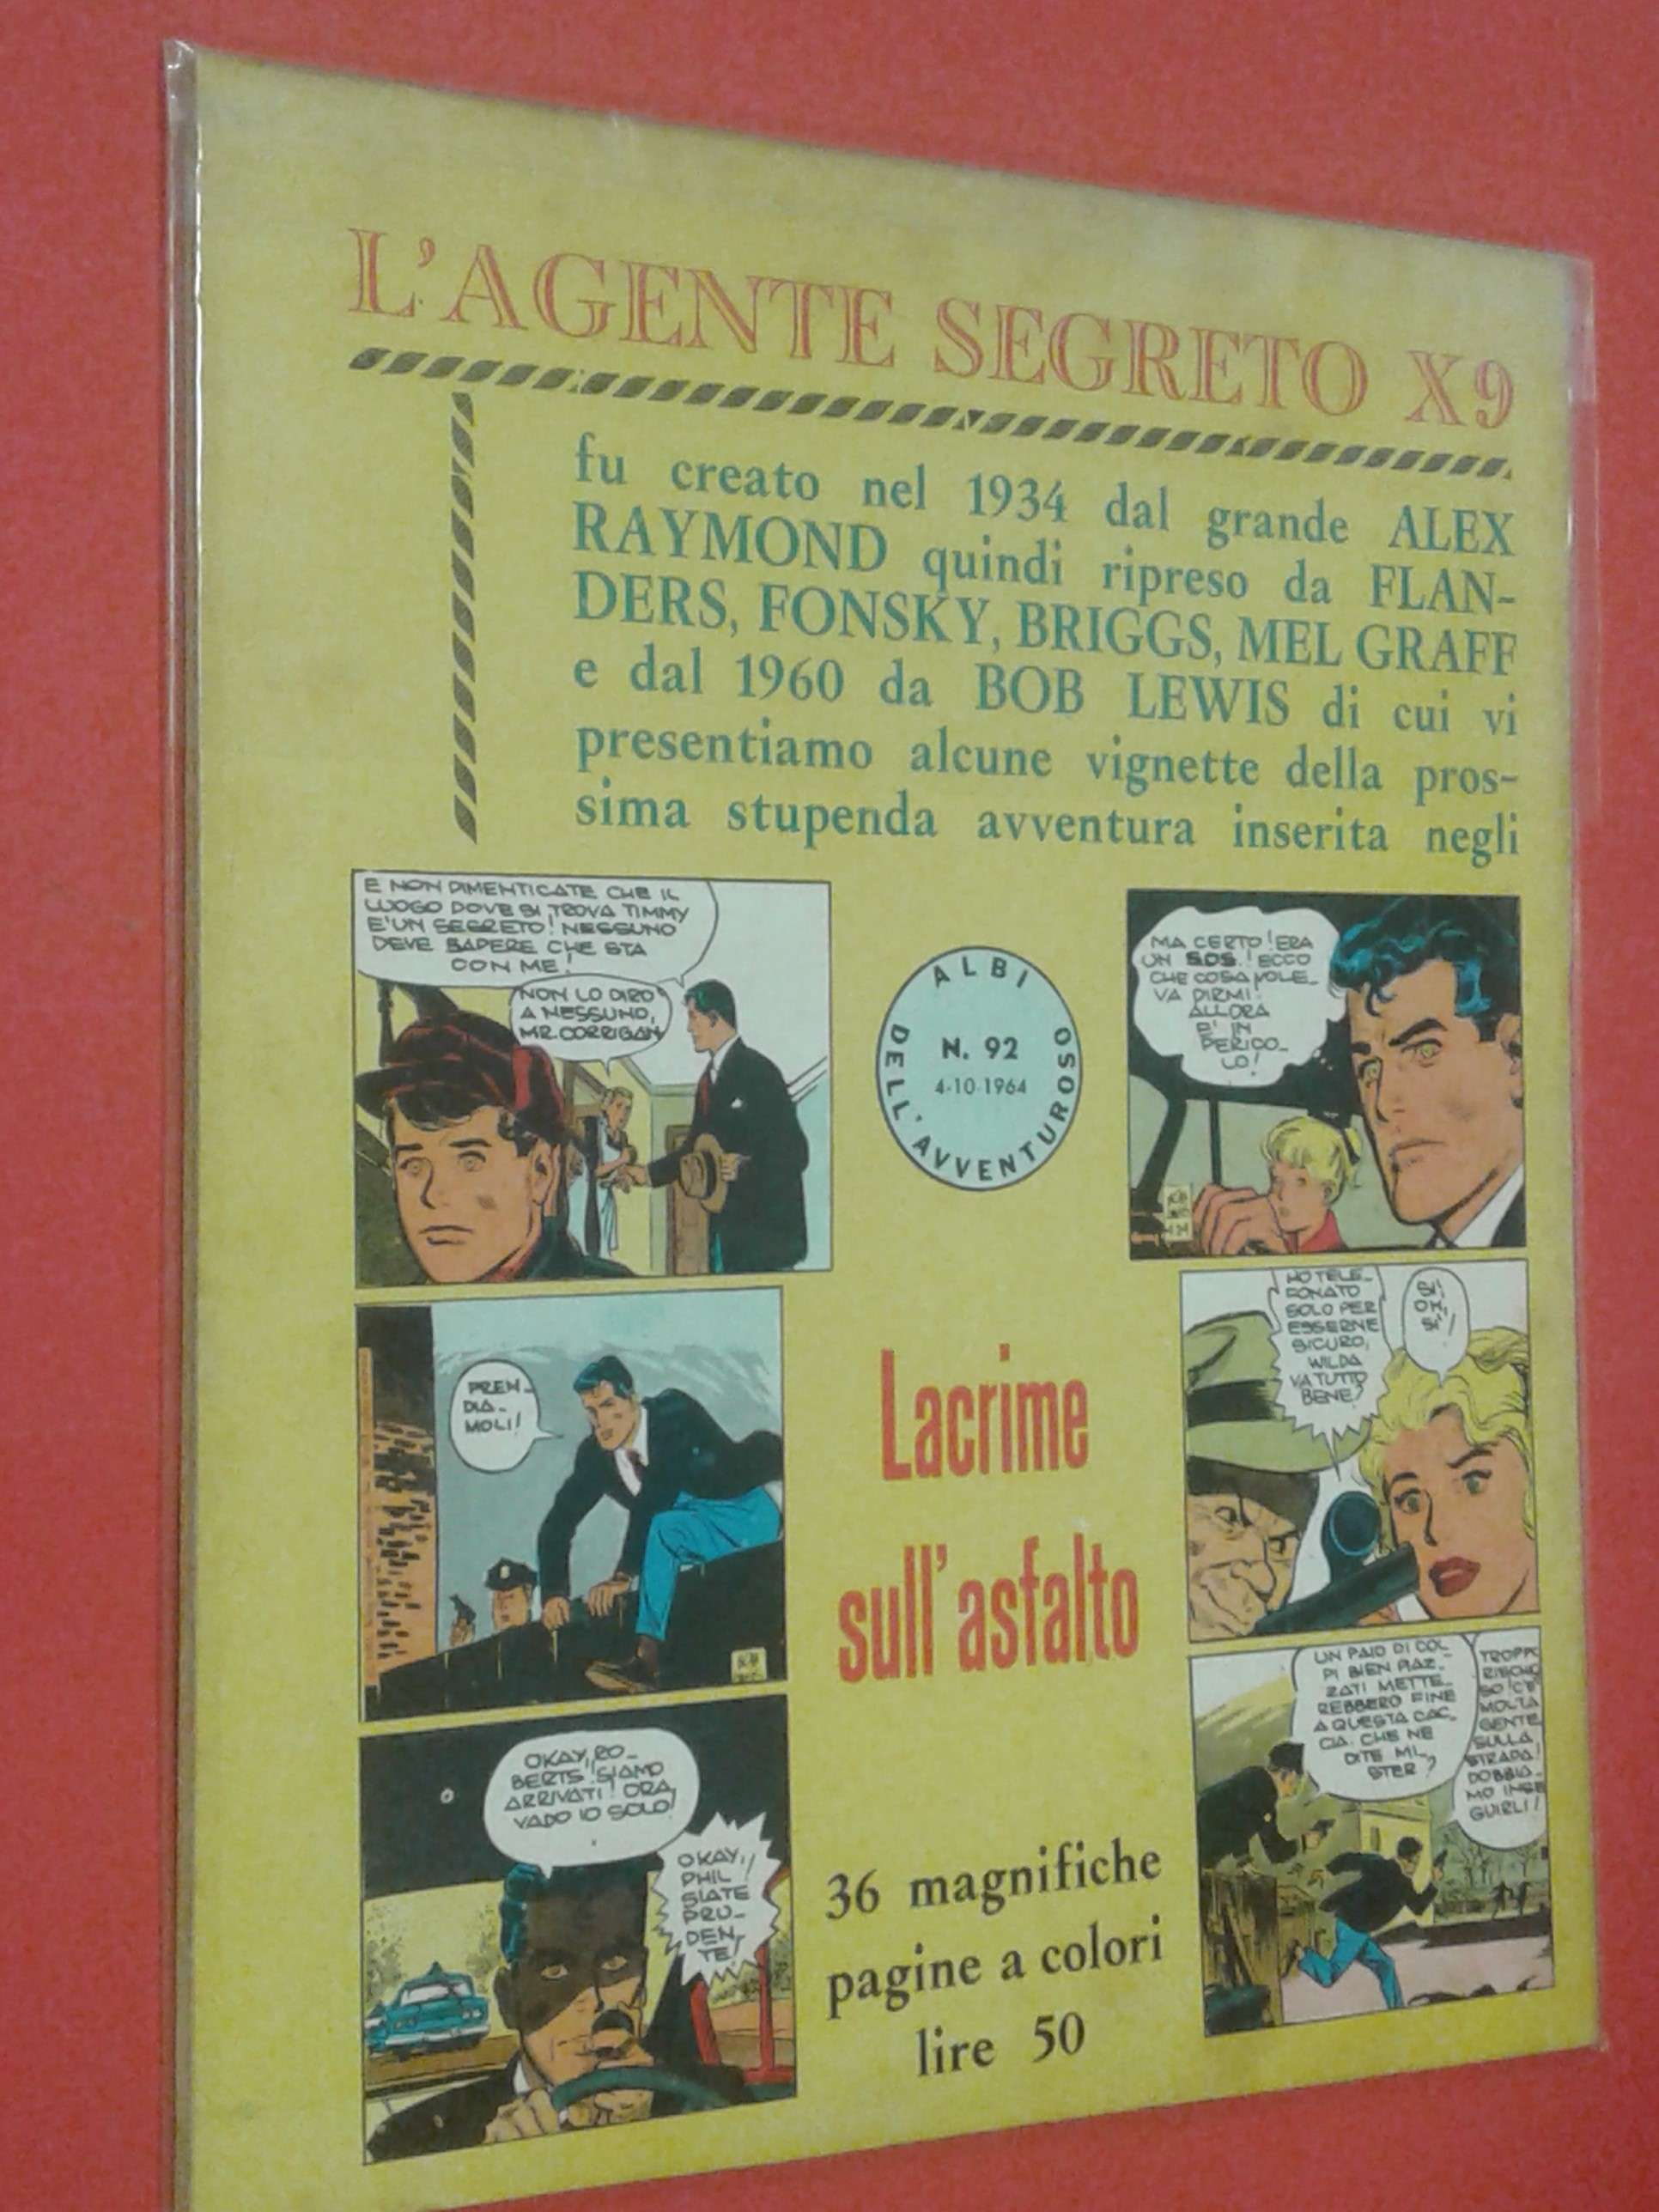 L'AGENTE SEGRETO X9
fu creato nel 1934 dal grande ALEX
RAYMOND quindi ripreso da FLAN-
DERS, FONSKY, BRIGGS, MEL GRAFF
e dal 1960 da BOB LEWIS di cui vi
presentiamo alcune vignette della pros-
sima stupenda avventura inserita negli
E NON DIMENTICATE CHE IL
LUOGO DOVE SI TROVA TIMMY
E'UN SEGRETO! NESSUNO
DEVE SAPERE CHE STA
CON ME!
NON LO DIRO'
A NESSUNO,
MR. CORRIGAN
ALBI
DELL'AVVENTUROSO
N. 92
4-10-1964
MA CERTO! ERA
UN SOS! ECCO
CHE COSA VOLE-
VA DIRMI!
ALLORA
E' IN
PERICO-
LO!
PREN-
DIA-
MOLI!
Lacrime
sull'asfalto
HO TELE-
FONATO
SOLO PER
ESSERNE
SICURO,
WILDA
VA TUTTO
BENE?
SI!
OH,
SI!
OKAY, RO-
BERTS! SIAMO
ARRIVATI! ORA
VADO IO SOLO!
OKAY,
PHIL!
SIATE
PRU-
DEN-
TE!
36 magnifiche
pagine a colori
lire 50
UN PAIO DI COL-
PI BIEN PIAZ-
ZATI METTE-
REBBERO FINE
A QUESTA CAC-
CIA. CHE NE
DITE MI-
STER?
TROPPO
RISCHIO
SO! C'E'
MOLTA
GENTE
SULLA
STRADA!
DOBBIA-
MO INSE
GUIRLI!